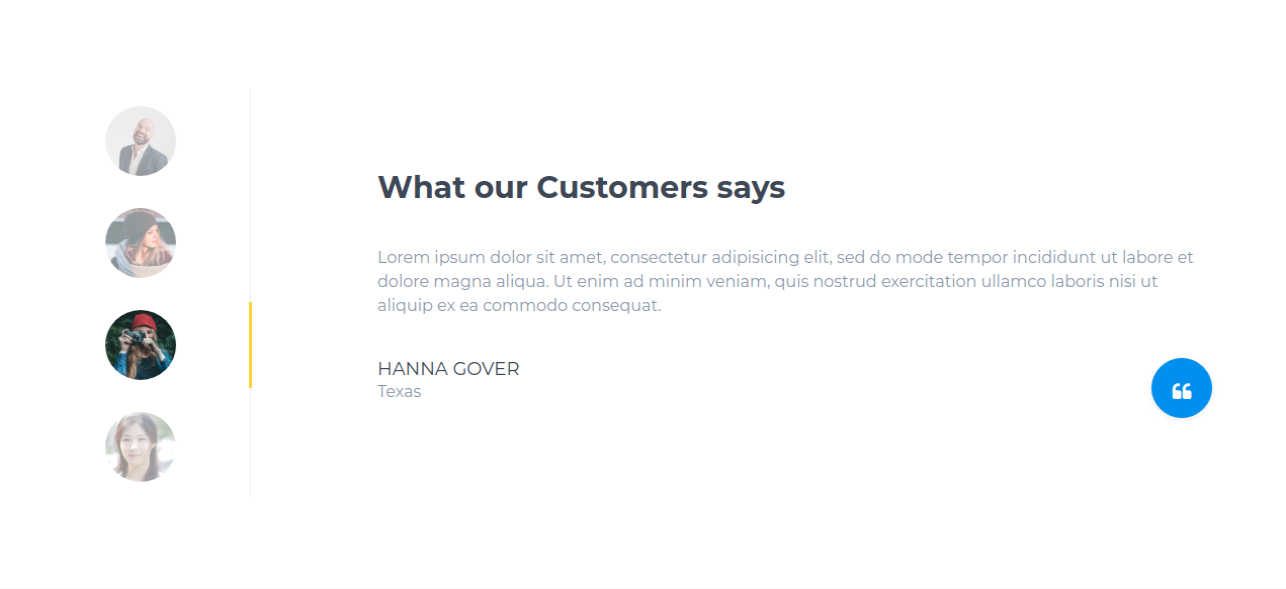 What our Customers says
Lorem ipsum dolor sit amet, consectetur adipisicing elit, sed do mode tempor incididunt ut labore et
dolore magna aliqua. Ut enim ad minim veniam, quis nostrud exercitation ullamco laboris nisi ut
aliquip ex ea commodo consequat.
HANNA GOVER
Texas